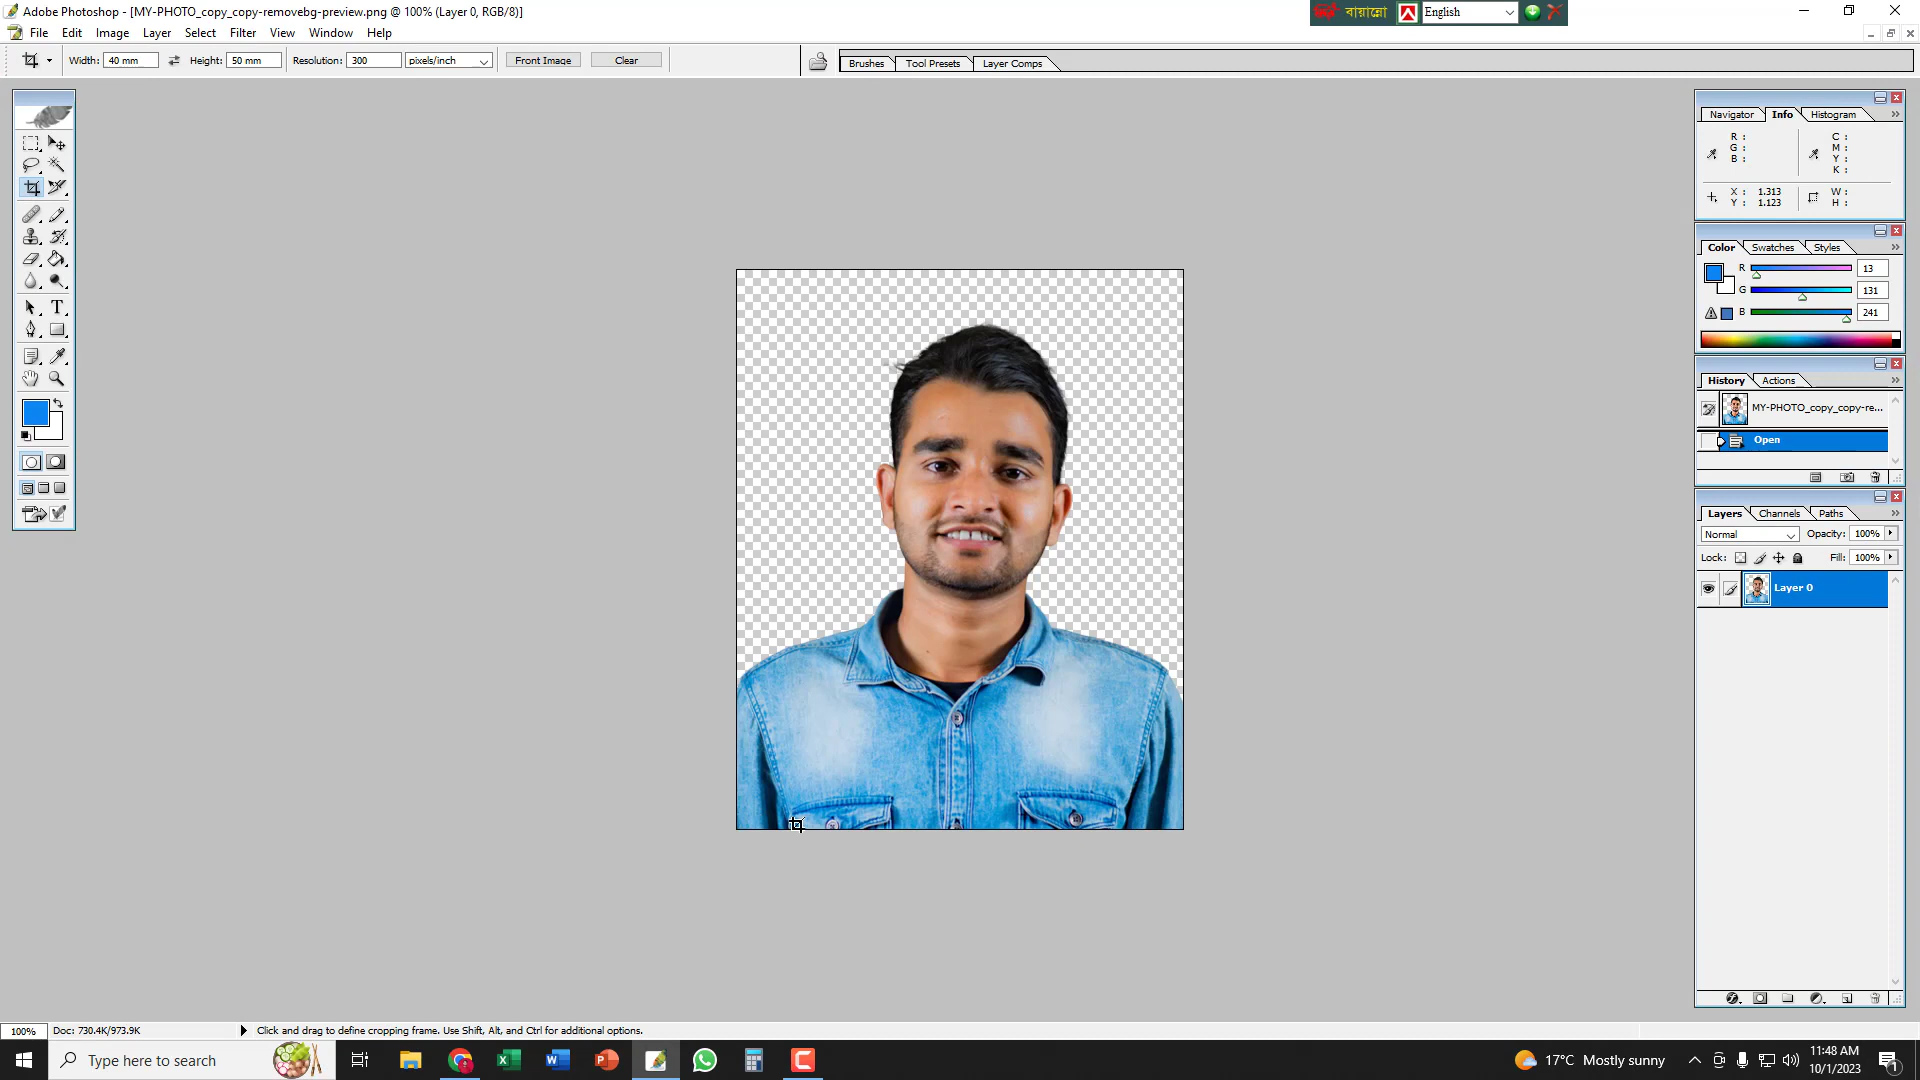 Adobe Photoshop - [MY-PHOTO_copy_copy-removebg-preview.png @ 100% (Layer 0, RGB/8)]
বায়ান্নো English
File Edit Image Layer Select Filter View Window Help
Width: 40 mm Height: 50 mm Resolution: 300 pixels/inch Front Image Clear Brushes Tool Presets Layer Comps
Navigator Info Histogram
R : C :
G : M :
B : Y :
K :
X : 1.313 W :
Y : 1.123 H :
Color Swatches Styles
R 13
G 131
B 241
History Actions
MY-PHOTO_copy_copy-re...
Open
Layers Channels Paths
Normal Opacity: 100%
Lock: Fill: 100%
Layer 0
T
100% Doc: 730.4K/973.9K Click and drag to define cropping frame. Use Shift, Alt, and Ctrl for additional options.
Type here to search 17°C Mostly sunny 11:48 AM
10/1/2023
1